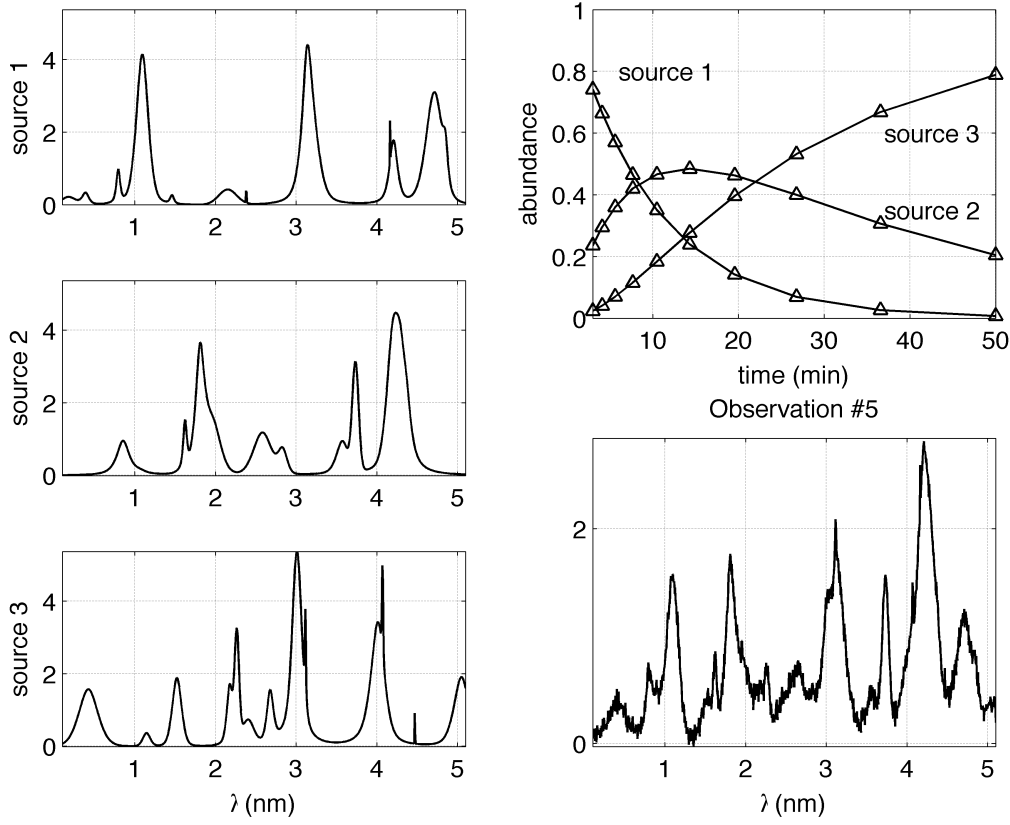 source 1
4
2
0
1 2 3 4 5
source 2
4
2
0
1 2 3 4 5
source 3
4
2
0
1 2 3 4 5
λ (nm)
abundance
1
0.8
0.6
0.4
0.2
0
source 1
source 3
source 2
10 20 30 40 50
time (min)
Observation #5
2
1
0
1 2 3 4 5
λ (nm)